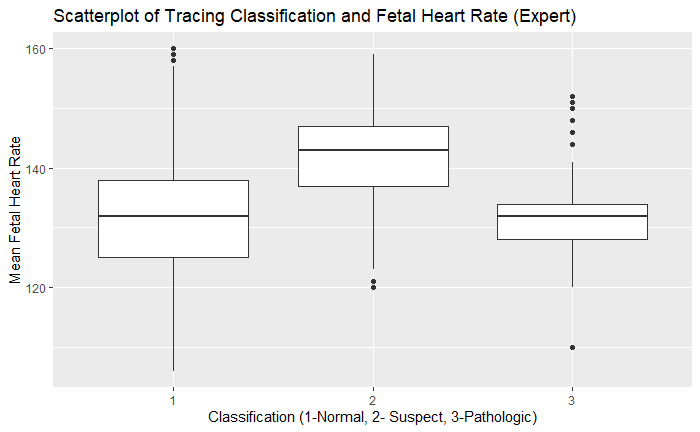 Scatterplot of Tracing Classification and Fetal Heart Rate (Expert)
Mean Fetal Heart Rate
160
140
120
1
2
3
Classification (1-Normal, 2- Suspect, 3-Pathologic)